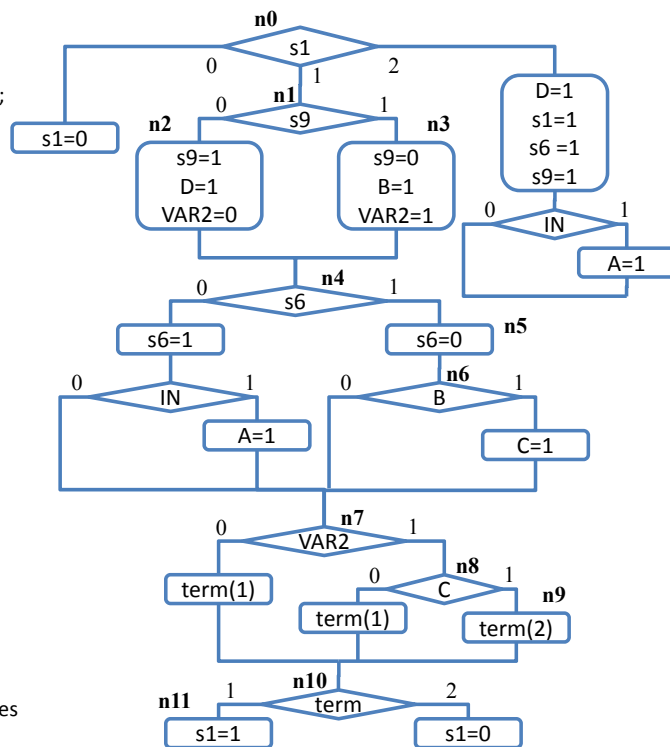 n0
s1
0 1 2
;
s1=0
n1
0 s9 1
n2
s9=1
D=1
VAR2=0
n3
s9=0
B=1
VAR2=1
D=1
s1=1
s6 =1
s9=1
0 IN 1
A=1
n4
0 s6 1
s6=1
s6=0
n5
0 IN 1
A=1
n6
0 B 1
C=1
n7
0 VAR2 1
term(1)
n8
0 C 1
term(1)
n9
term(2)
n10
1 term 2
n11
s1=1
s1=0
es